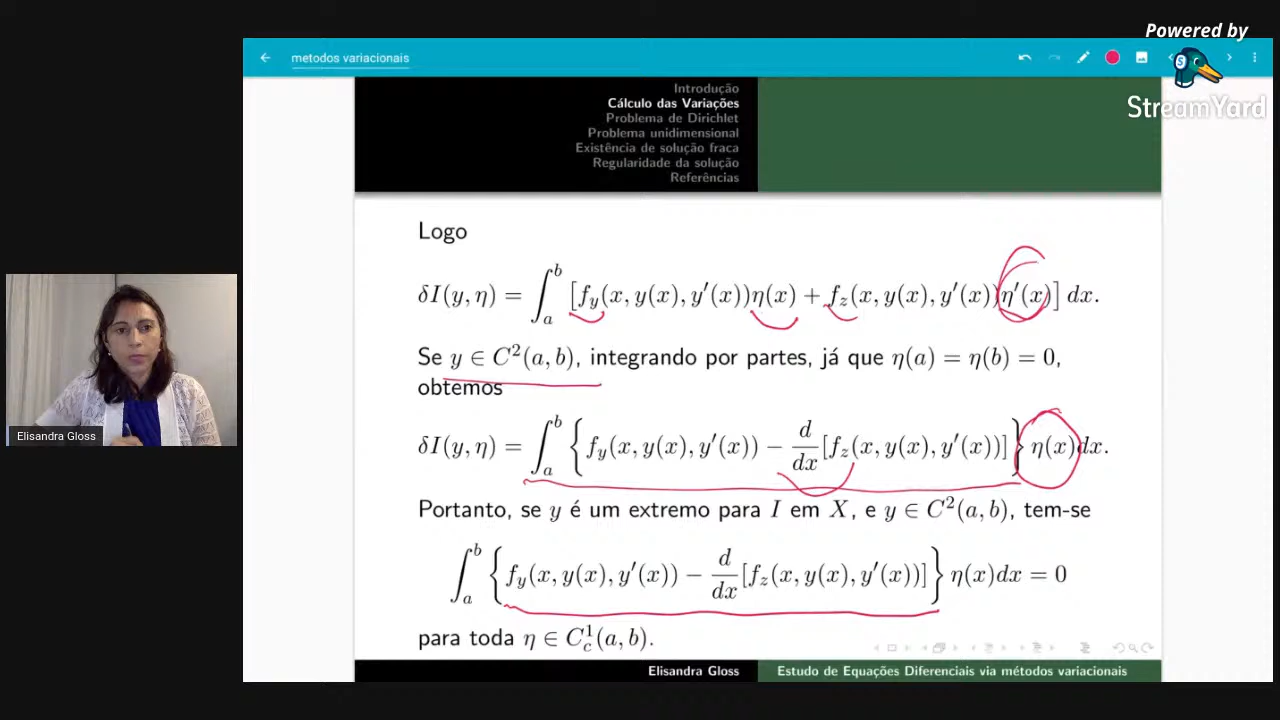 Powered by
StreamYard
metodos variacionais
Introdução
Cálculo das Variações
Problema de Dirichlet
Problema unidimensional
Existência de solução fraca
Regularidade da solução
Referências
Logo
δI(y, η) = ∫_a^b [f_y(x, y(x), y′(x))η(x) + f_z(x, y(x), y′(x))η′(x)] dx.
Se y ∈ C²(a, b), integrando por partes, já que η(a) = η(b) = 0,
obtemos
δI(y, η) = ∫_a^b {f_y(x, y(x), y′(x)) − d/dx [f_z(x, y(x), y′(x))]} η(x)dx.
Portanto, se y é um extremo para I em X, e y ∈ C²(a, b), tem-se
∫_a^b {f_y(x, y(x), y′(x)) − d/dx [f_z(x, y(x), y′(x))]} η(x)dx = 0
para toda η ∈ C_c^1(a, b).
Elisandra Gloss
Estudo de Equações Diferenciais via métodos variacionais
Elisandra Gloss